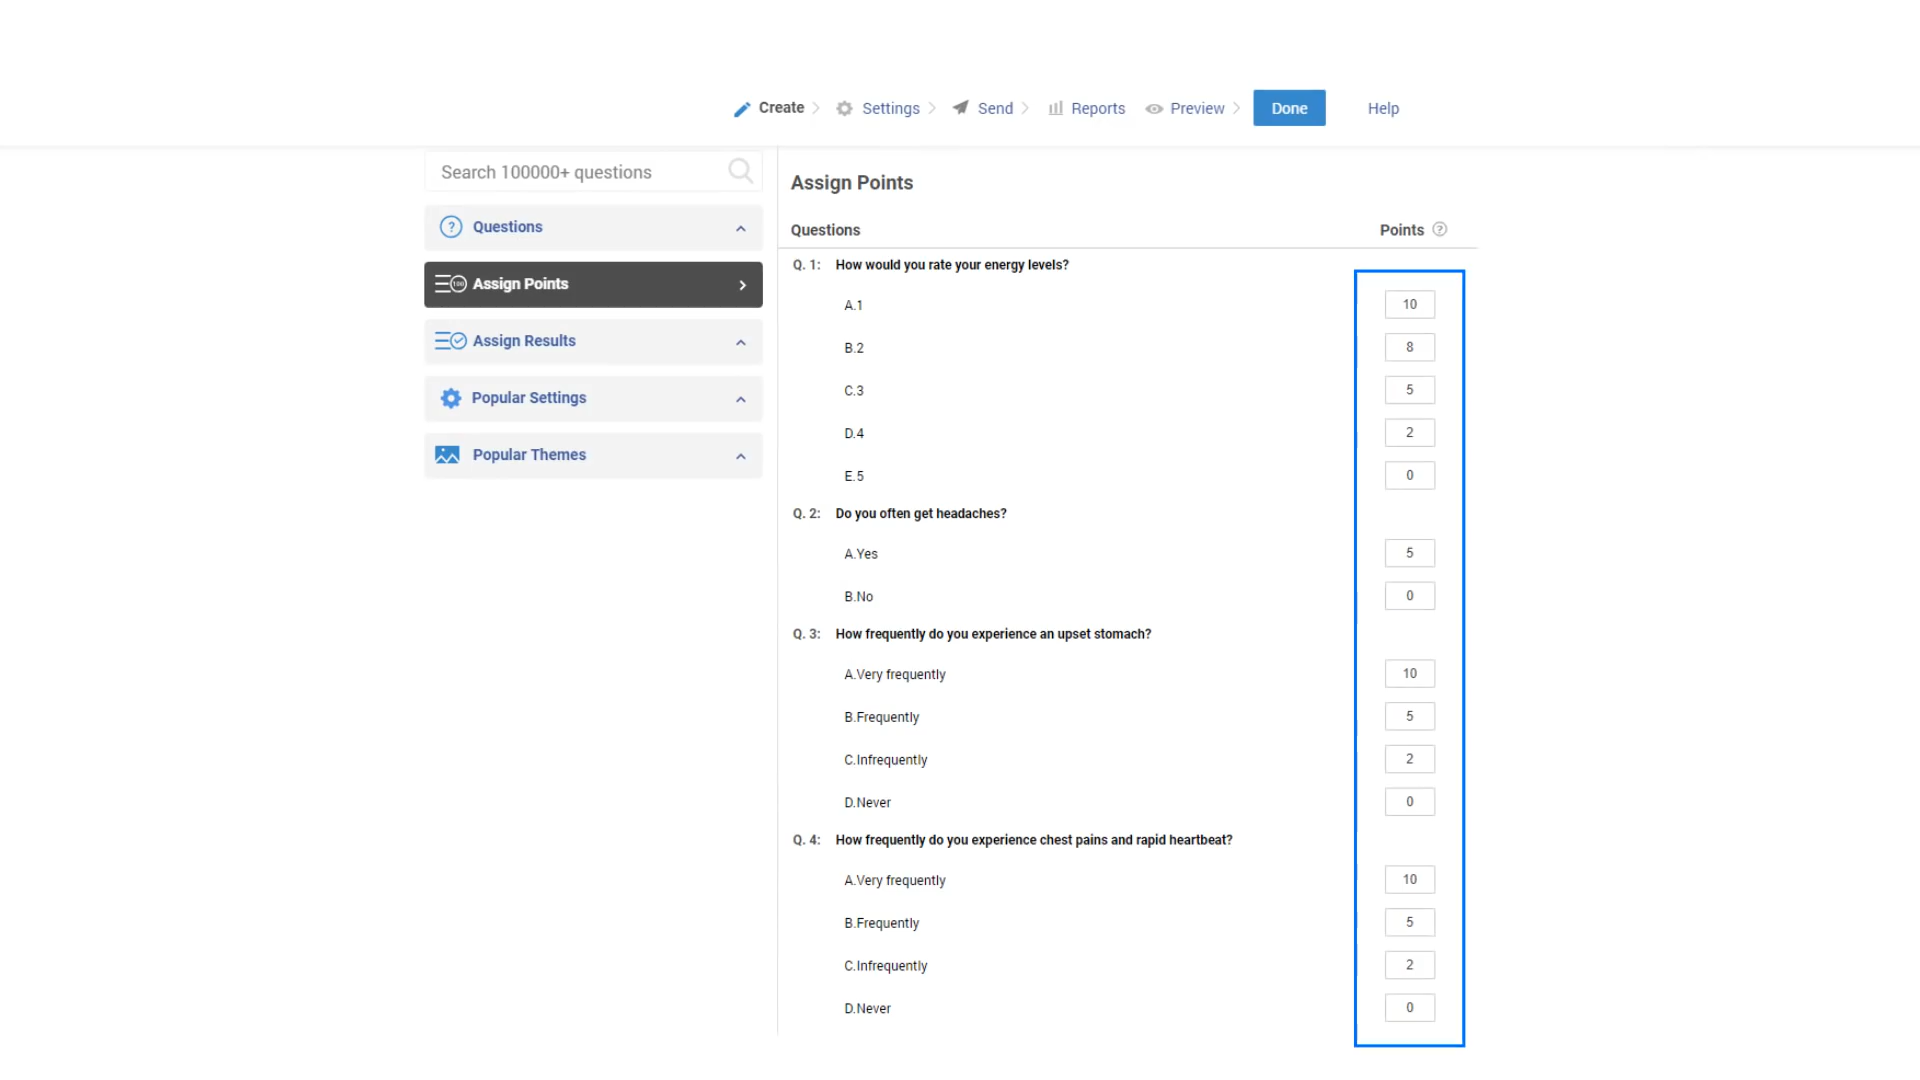 Create
Settings
Send
Reports
Preview
Done
Help
Search 100000+ questions
Questions
Assign Points
Assign Results
Popular Settings
Popular Themes
Assign Points
Questions Points
Q. 1: How would you rate your energy levels?
A.1 10
B.2 8
C.3 5
D.4 2
E.5 0
Q. 2: Do you often get headaches?
A.Yes 5
B.No 0
Q. 3: How frequently do you experience an upset stomach?
A.Very frequently 10
B.Frequently 5
C.Infrequently 2
D.Never 0
Q. 4: How frequently do you experience chest pains and rapid heartbeat?
A.Very frequently 10
B.Frequently 5
C.Infrequently 2
D.Never 0